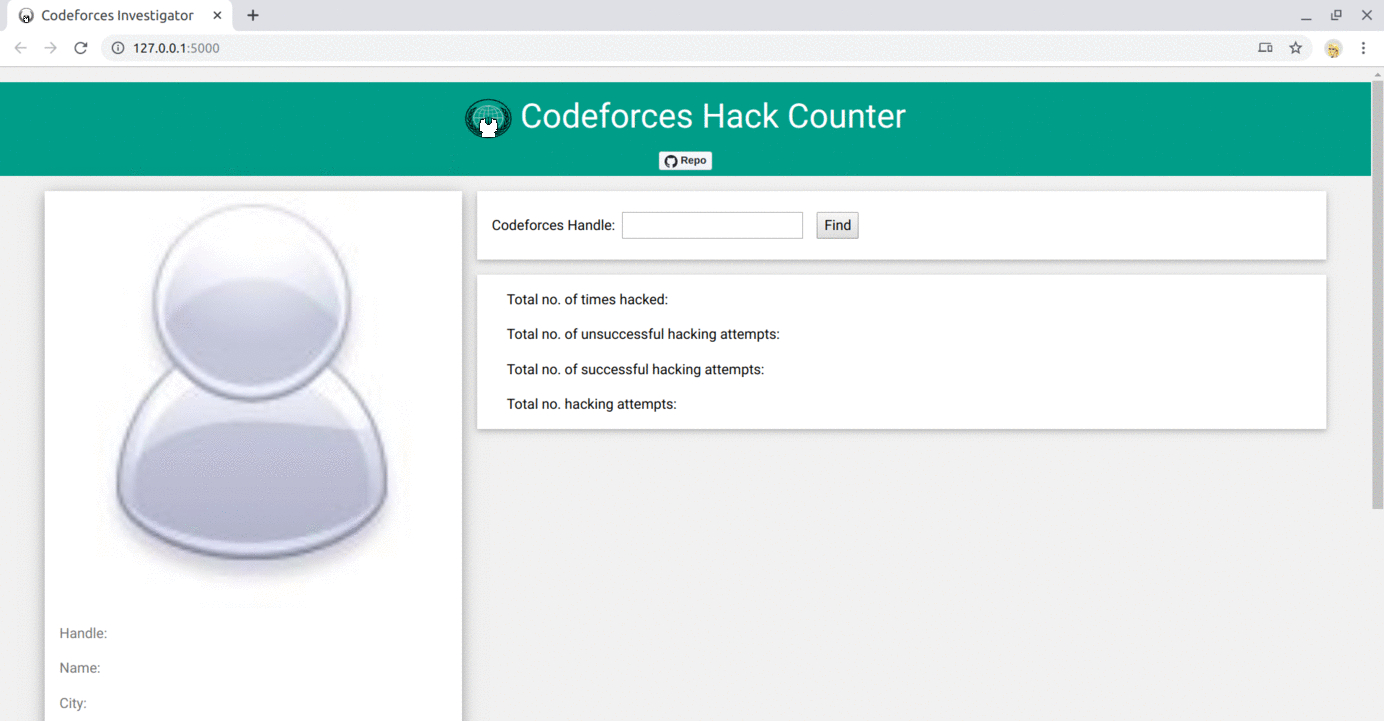 Codeforces Investigator
127.0.0.1:5000
Codeforces Hack Counter
Repo
Codeforces Handle: Find
Total no. of times hacked:
Total no. of unsuccessful hacking attempts:
Total no. of successful hacking attempts:
Total no. hacking attempts:
Handle:
Name:
City: